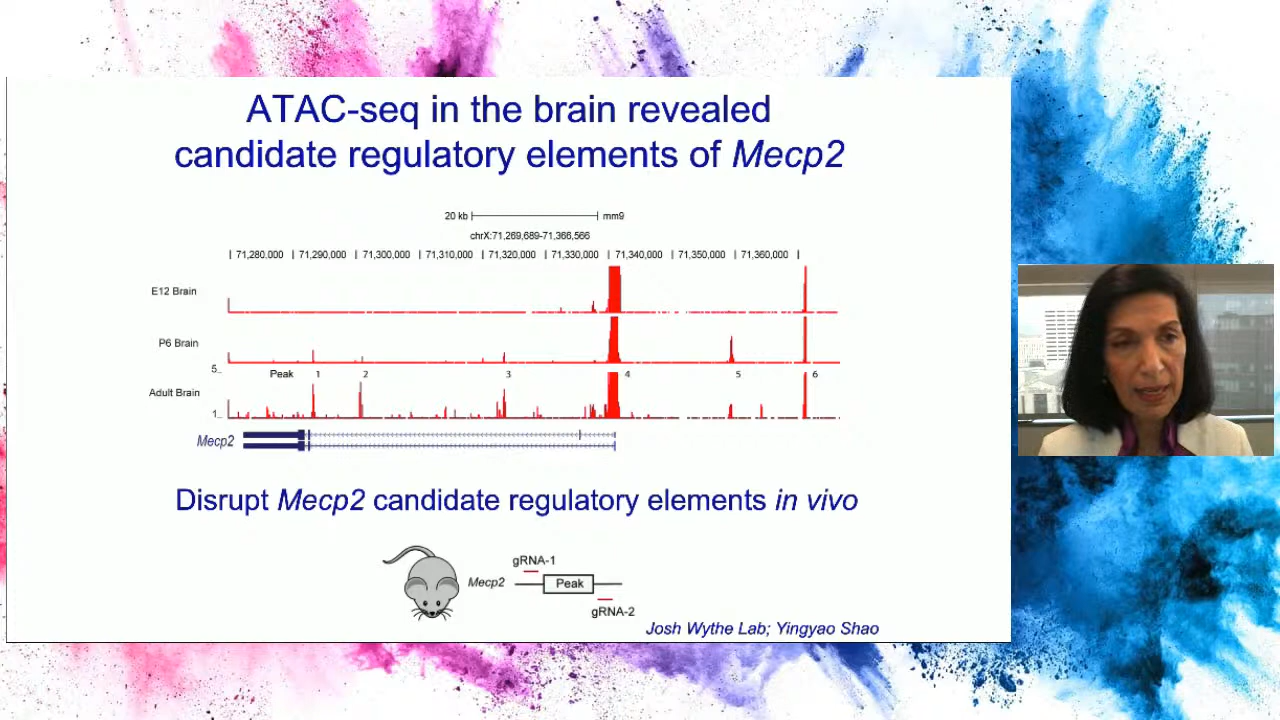 ATAC-seq in the brain revealed
candidate regulatory elements of Mecp2
20 kb mm9
chrX:71,269,689-71,366,566
71,280,000 71,290,000 71,300,000 71,310,000 71,320,000 71,330,000 71,340,000 71,350,000 71,360,000
E12 Brain
P6 Brain
5
Peak 1 2 3 4 5 6
Adult Brain
1
Mecp2
Disrupt Mecp2 candidate regulatory elements in vivo
gRNA-1
Mecp2 Peak
gRNA-2
Josh Wythe Lab; Yingyao Shao